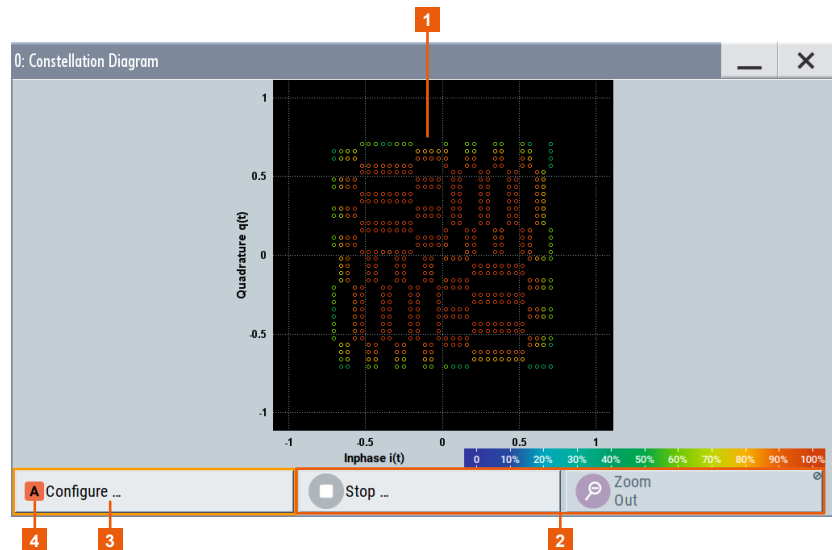 1
0: Constellation Diagram
1
0.5
0
-0.5
-1
Quadrature q(t)
-1
-0.5
0
0.5
1
Inphase i(t)
0 10% 20% 30% 40% 50% 60% 70% 80% 90% 100%
A Configure ...
Stop ...
Zoom
Out
4
3
2